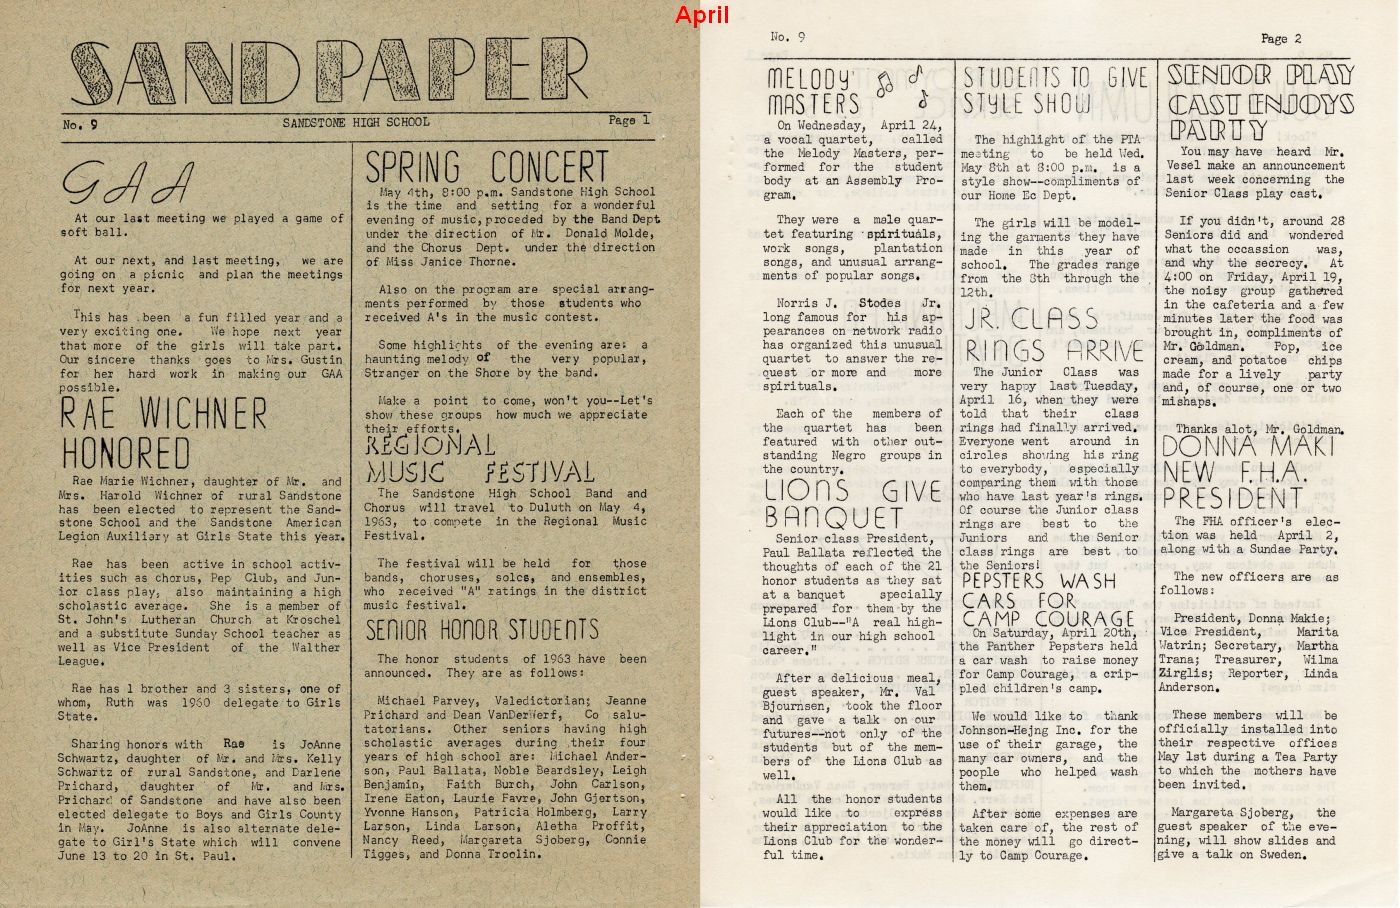 April
SANDPAPER
No. 9
SANDSTONE HIGH SCHOOL
Page 1
GAA
At our last meeting we played a game of
soft ball.
At our next, and last meeting, we are
going on a picnic and plan the meetings
for next year.
This has been a fun filled year and a
very exciting one. We hope next year
that more of the girls will take part.
Our sincere thanks goes to Mrs. Gustin
for her hard work in making our GAA
possible.
RAE WICHNER
HONORED
Rae Marie Wichner, daughter of Mr. and
Mrs. Harold Wichner of rural Sandstone
has been elected to represent the Sand-
stone School and the Sandstone American
Legion Auxiliary at Girls State this year.
Rae has been active in school activ-
ities such as chorus, Pep Club, and Jun-
ior class play, also maintaining a high
scholastic average. She is a member of
St. John's Lutheran Church at Kroschel
and a substitute Sunday School teacher as
well as Vice President of the Walther
League.
Rae has 1 brother and 3 sisters, one of
whom, Ruth was 1960 delegate to Girls
State.
Sharing honors with Rae is JoAnne
Schwartz, daughter of Mr. and Mrs. Kelly
Schwartz of rural Sandstone, and Darlene
Prichard, daughter of Mr. and Mrs.
Prichard of Sandstone and have also been
elected delegate to Boys and Girls County
in May. JoAnne is also alternate dele-
gate to Girl's State which will convene
June 13 to 20 in St. Paul.
SPRING CONCERT
May 4th, 8:00 p.m. Sandstone High School
is the time and setting for a wonderful
evening of music, proceded by the Band Dept
under the direction of Mr. Donald Molde,
and the Chorus Dept. under the direction
of Miss Janice Thorne.
Also on the program are special arrang-
ments performed by those students who
received A's in the music contest.
Some highlights of the evening are: a
haunting melody of the very popular,
Stranger on the Shore by the band.
Make a point to come, won't you--Let's
show these groups how much we appreciate
their efforts.
REGIONAL
MUSIC FESTIVAL
The Sandstone High School Band and
Chorus will travel to Duluth on May 4,
1963, to compete in the Regional Music
Festival.
The festival will be held for those
bands, choruses, solos, and ensembles,
who received "A" ratings in the district
music festival.
SENIOR HONOR STUDENTS
The honor students of 1963 have been
announced. They are as follows:
Michael Parvey, Valedictorian; Jeanne
Prichard and Dean VanDerWerf, Co salu-
tatorians. Other seniors having high
scholastic averages during their four
years of high school are: Michael Ander-
son, Paul Ballata, Noble Beardsley, Leigh
Benjamin, Faith Burch, John Carlson,
Irene Eaton, Laurie Favre, John Gjertson,
Yvonne Hanson, Patricia Holmberg, Larry
Larson, Linda Larson, Aletha Proffit,
Nancy Reed, Margareta Sjoberg, Connie
Tigges, and Donna Troolin.
No. 9
Page 2
MELODY
MASTERS
On Wednesday, April 24,
a vocal quartet, called
the Melody Masters, per-
formed for the student
body at an Assembly Pro-
gram.
They were a male quar-
tet featuring spirituals,
work songs, plantation
songs, and unusual arrang-
ments of popular songs.
Norris J. Stodes Jr.
long famous for his ap-
pearances on network radio
has organized this unusual
quartet to answer the re-
quest or more and more
spirituals.
Each of the members of
the quartet has been
featured with other out-
standing Negro groups in
the country.
LIONS GIVE
BANQUET
Senior class President,
Paul Ballata reflected the
thoughts of each of the 21
honor students as they sat
at a banquet specially
prepared for them by the
Lions Club--"A real high-
light in our high school
career."
After a delicious meal,
guest speaker, Mr. Val
Bjournsen, took the floor
and gave a talk on our
futures--not only of the
students but of the mem-
bers of the Lions Club as
well.
All the honor students
would like to express
their appreciation to the
Lions Club for the wonder-
ful time.
STUDENTS TO GIVE
STYLE SHOW
The highlight of the PTA
meeting to be held Wed.
May 8th at 8:00 p.m. is a
style show--compliments of
our Home Ec Dept.
The girls will be model-
ing the garments they have
made in this year of
school. The grades range
from the 8th through the
12th.
JR. CLASS
RINGS ARRIVE
The Junior Class was
very happy last Tuesday,
April 16, when they were
told that their class
rings had finally arrived.
Everyone went around in
circles showing his ring
to everybody, especially
comparing them with those
who have last year's rings.
Of course the Junior class
rings are best to the
Juniors and the Senior
class rings are best to
the Seniors!
PEPSTERS WASH
CARS FOR
CAMP COURAGE
On Saturday, April 20th,
the Panther Pepsters held
a car wash to raise money
for Camp Courage, a crip-
pled children's camp.
We would like to thank
Johnson-Hejng Inc. for the
use of their garage, the
many car owners, and the
people who helped wash
them.
After some expenses are
taken care of, the rest of
the money will go direct-
ly to Camp Courage.
SENIOR PLAY
CAST ENJOYS
PARTY
You may have heard Mr.
Vesel make an announcement
last week concerning the
Senior Class play cast.
If you didn't, around 28
Seniors did and wondered
what the occassion was,
and why the secrecy. At
4:00 on Friday, April 19,
the noisy group gathered
in the cafeteria and a few
minutes later the food was
brought in, compliments of
Mr. Goldman. Pop, ice
cream, and potatoe chips
made for a lively party
and, of course, one or two
mishaps.
Thanks alot, Mr. Goldman.
DONNA MAKI
NEW F.H.A.
PRESIDENT
The FHA officer's elec-
tion was held April 2,
along with a Sundae Party.
The new officers are as
follows:
President, Donna Makie;
Vice President, Marita
Watrin; Secretary, Martha
Trana; Treasurer, Wilma
Zirglis; Reporter, Linda
Anderson.
These members will be
officially installed into
their respective offices
May 1st during a Tea Party
to which the mothers have
been invited.
Margareta Sjoberg, the
guest speaker of the eve-
ning, will show slides and
give a talk on Sweden.